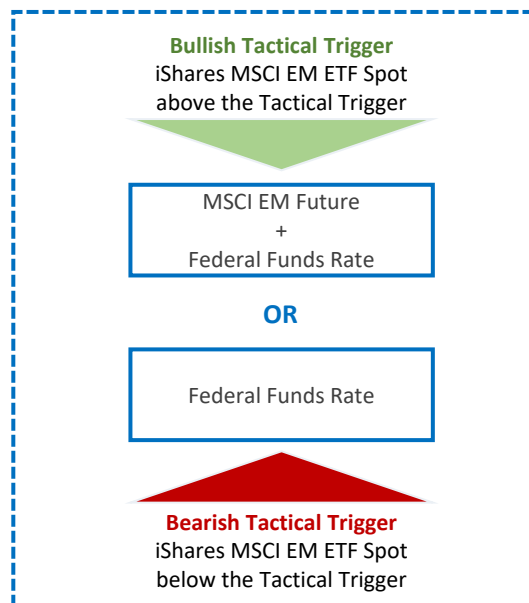 Bullish Tactical Trigger
iShares MSCI EM ETF Spot
above the Tactical Trigger
MSCI EM Future
+
Federal Funds Rate
OR
Federal Funds Rate
Bearish Tactical Trigger
iShares MSCI EM ETF Spot
below the Tactical Trigger